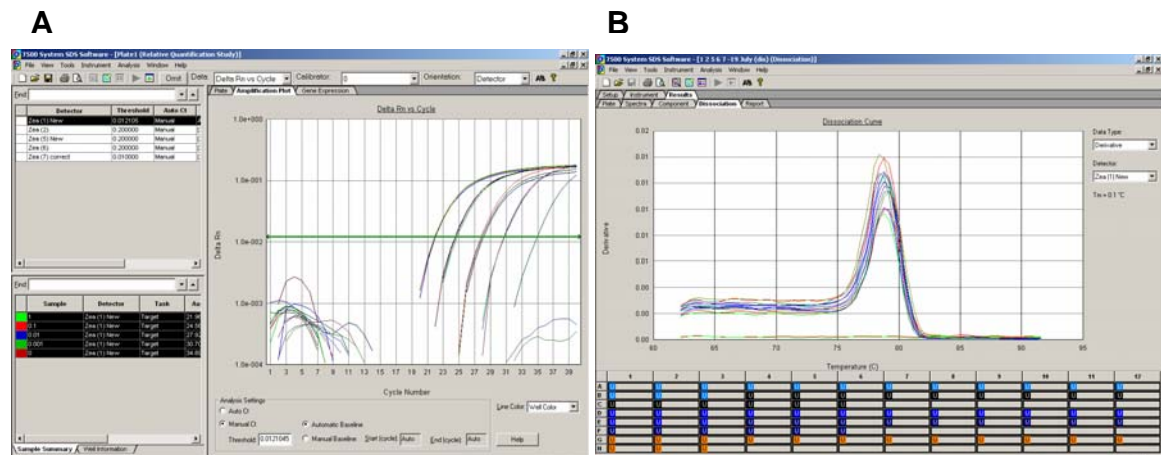 A
7500 System SDS Software - [Plate1 (Relative Quantification Study)]
File View Tools Instrument Analysis Window Help
Omit Data: Delta Rn vs Cycle Calibrator: 0 Orientation: Detector
Find:
Plate Amplification Plot Gene Expression
Detector Threshold Auto Ct
Zea (1) New 0.012105 Manual
Zea (2) 0.200000 Manual
Zea (5) New 0.200000 Manual
Zea (6) 0.200000 Manual
Zea (7) correct 0.010000 Manual
Delta Rn vs Cycle
1.0e+000
1.0e-001
1.0e-002
1.0e-003
1.0e-004
Delta Rn
1 3 5 7 9 11 13 15 17 19 21 23 25 27 29 31 33 35 37 39
Cycle Number
Find:
Sample Detector Task
1 Zea (1) New Target
0.1 Zea (1) New Target
0.01 Zea (1) New Target
0.001 Zea (1) New Target
0 Zea (1) New Target
Sample Summary Well Information
Analysis Settings
Auto Ct
Manual Ct Automatic Baseline
Threshold: 0.0121045 Manual Baseline Start (cycle): Auto End (cycle): Auto Help
Line Color: Well Color
B
7500 System SDS Software - [1 2 5 6 7 -19 July (dis) (Dissociation)]
File View Tools Instrument Analysis Window Help
Setup Instrument Results
Plate Spectra Component Dissociation Report
Dissociation Curve
0.02
0.01
0.01
0.01
0.01
0.00
0.00
0.00
Derivative
60 65 70 75 80 85 90 95
Temperature (C)
Data Type:
Derivative
Detector:
Zea (1) New
Tm = 0.1 °C
1 2 3 4 5 6 7 8 9 10 11 12
A
B
C
D
E
F
G
H